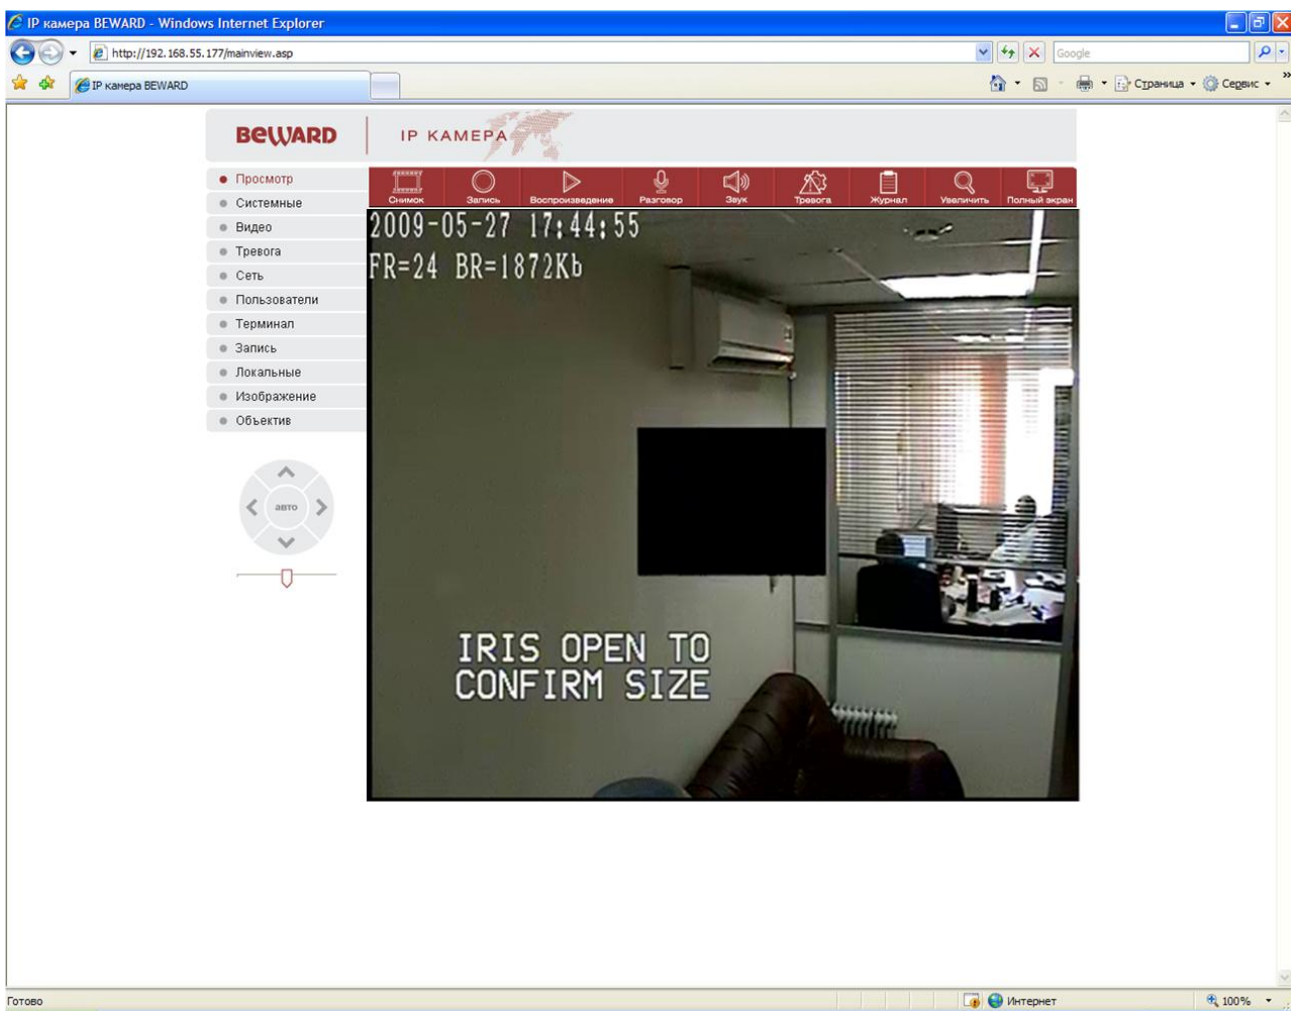 IP камера BEWARD - Windows Internet Explorer
http://192.168.55.177/mainview.asp
Google
IP камера BEWARD
Страница
Сервис
BEWARD
IP КАМЕРА
Просмотр
Системные
Видео
Тревога
Сеть
Пользователи
Терминал
Запись
Локальные
Изображение
Объектив
авто
Снимок
Запись
Воспроизведение
Разговор
Звук
Тревога
Журнал
Увеличить
Полный экран
2009-05-27 17:44:55
FR=24 BR=1872Kb
IRIS OPEN TO
CONFIRM SIZE
Готово
Интернет
100%